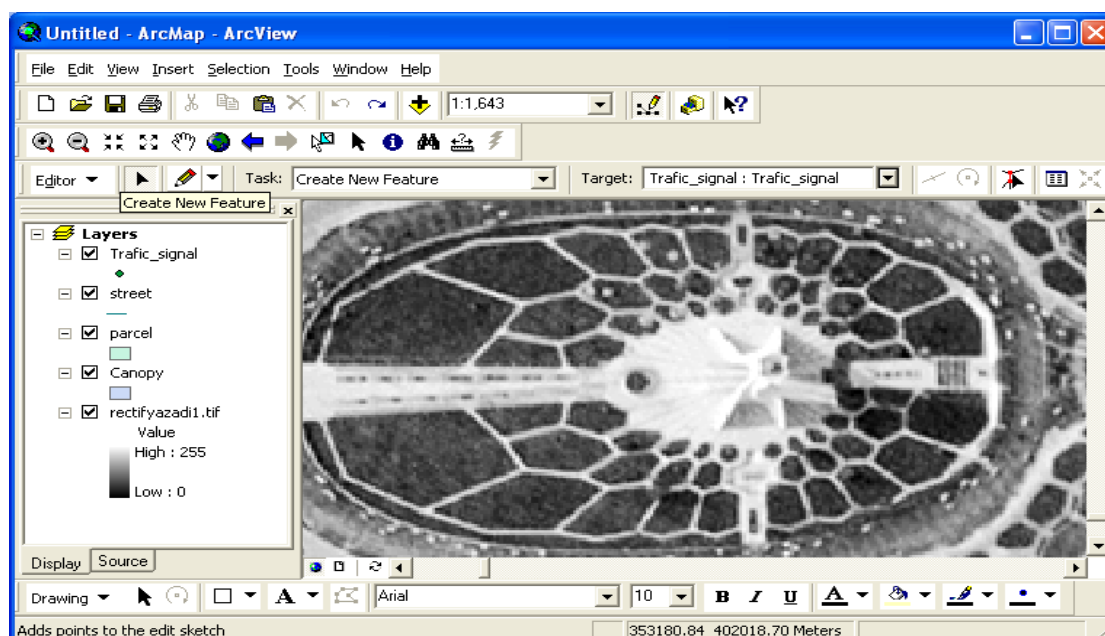 Untitled - ArcMap - ArcView
File Edit View Insert Selection Tools Window Help
1:1,643
Editor Task: Create New Feature Target: Trafic_signal : Trafic_signal
Create New Feature
Layers
Trafic_signal
street
parcel
Canopy
rectifyazadi1.tif
Value
High : 255
Low : 0
Display Source
Drawing A Arial 10 B I U A
Adds points to the edit sketch 353180.84 402018.70 Meters